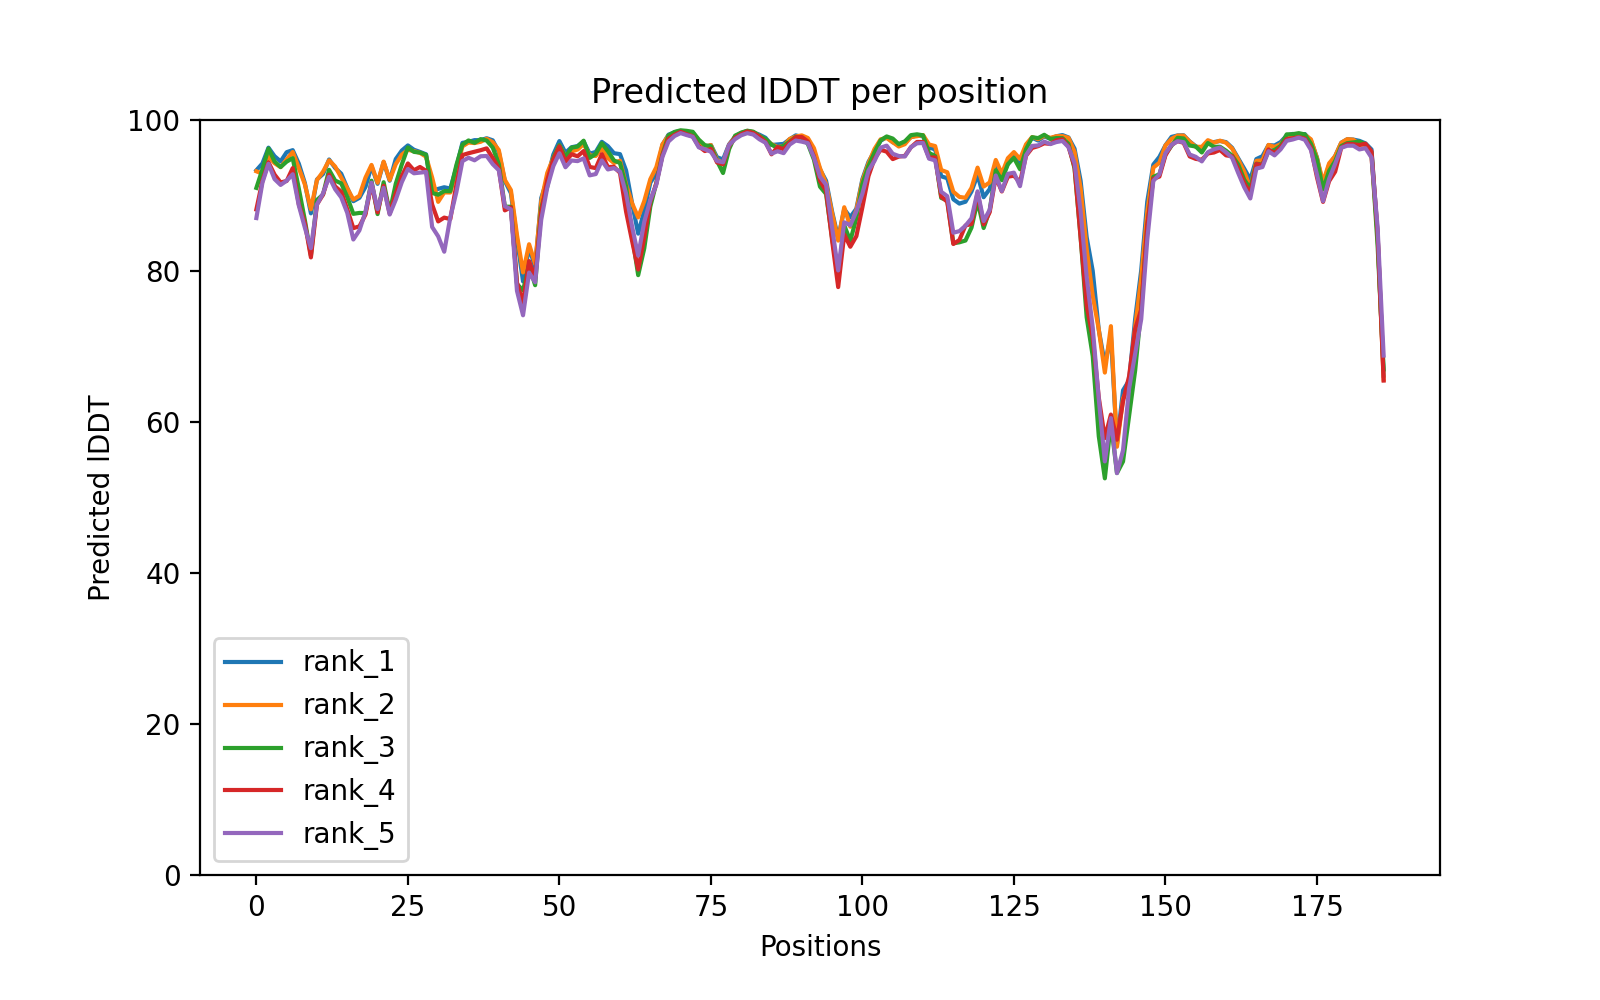 Predicted lDDT per position
100
80
60
40
20
0
Predicted lDDT
rank_1
rank_2
rank_3
rank_4
rank_5
0 25 50 75 100 125 150 175
Positions